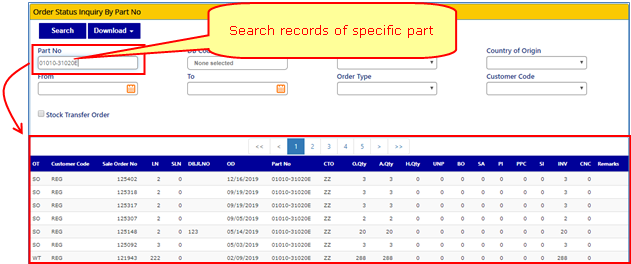 Order Status Inquiry By Part No
Search Download
Search records of specific part
Part No Country of Origin
01010-31020E None selected
From To Order Type Customer Code
Stock Transfer Order
<< < 1 2 3 4 5 > >>
OT Customer Code Sale Order No LN SLN DBJLNO OD Part No CTO O.Qty A.Qty H.Qty UNP BO SA PI PPC SI INV CNC Remarks
SO REG 125402 2 0 12/16/2019 01010-31020E ZZ 3 3 0 0 0 0 0 0 0 3 0
SO REG 125318 2 0 09/19/2019 01010-31020E ZZ 3 3 0 0 0 0 0 0 0 3 0
SO REG 125317 2 0 09/19/2019 01010-31020E ZZ 3 3 0 0 0 0 0 0 0 3 0
SO REG 125307 2 0 09/05/2019 01010-31020E ZZ 2 2 0 0 0 0 0 0 0 2 0
SO REG 125148 2 0 123 05/14/2019 01010-31020E ZZ 20 20 0 0 0 0 0 0 0 20 0
SO REG 125092 3 0 05/03/2019 01010-31020E ZZ 3 3 0 0 0 0 0 0 0 3 0
WT REG 121943 222 0 02/09/2019 01010-31020E ZZ 288 288 0 0 0 0 0 0 0 288 0